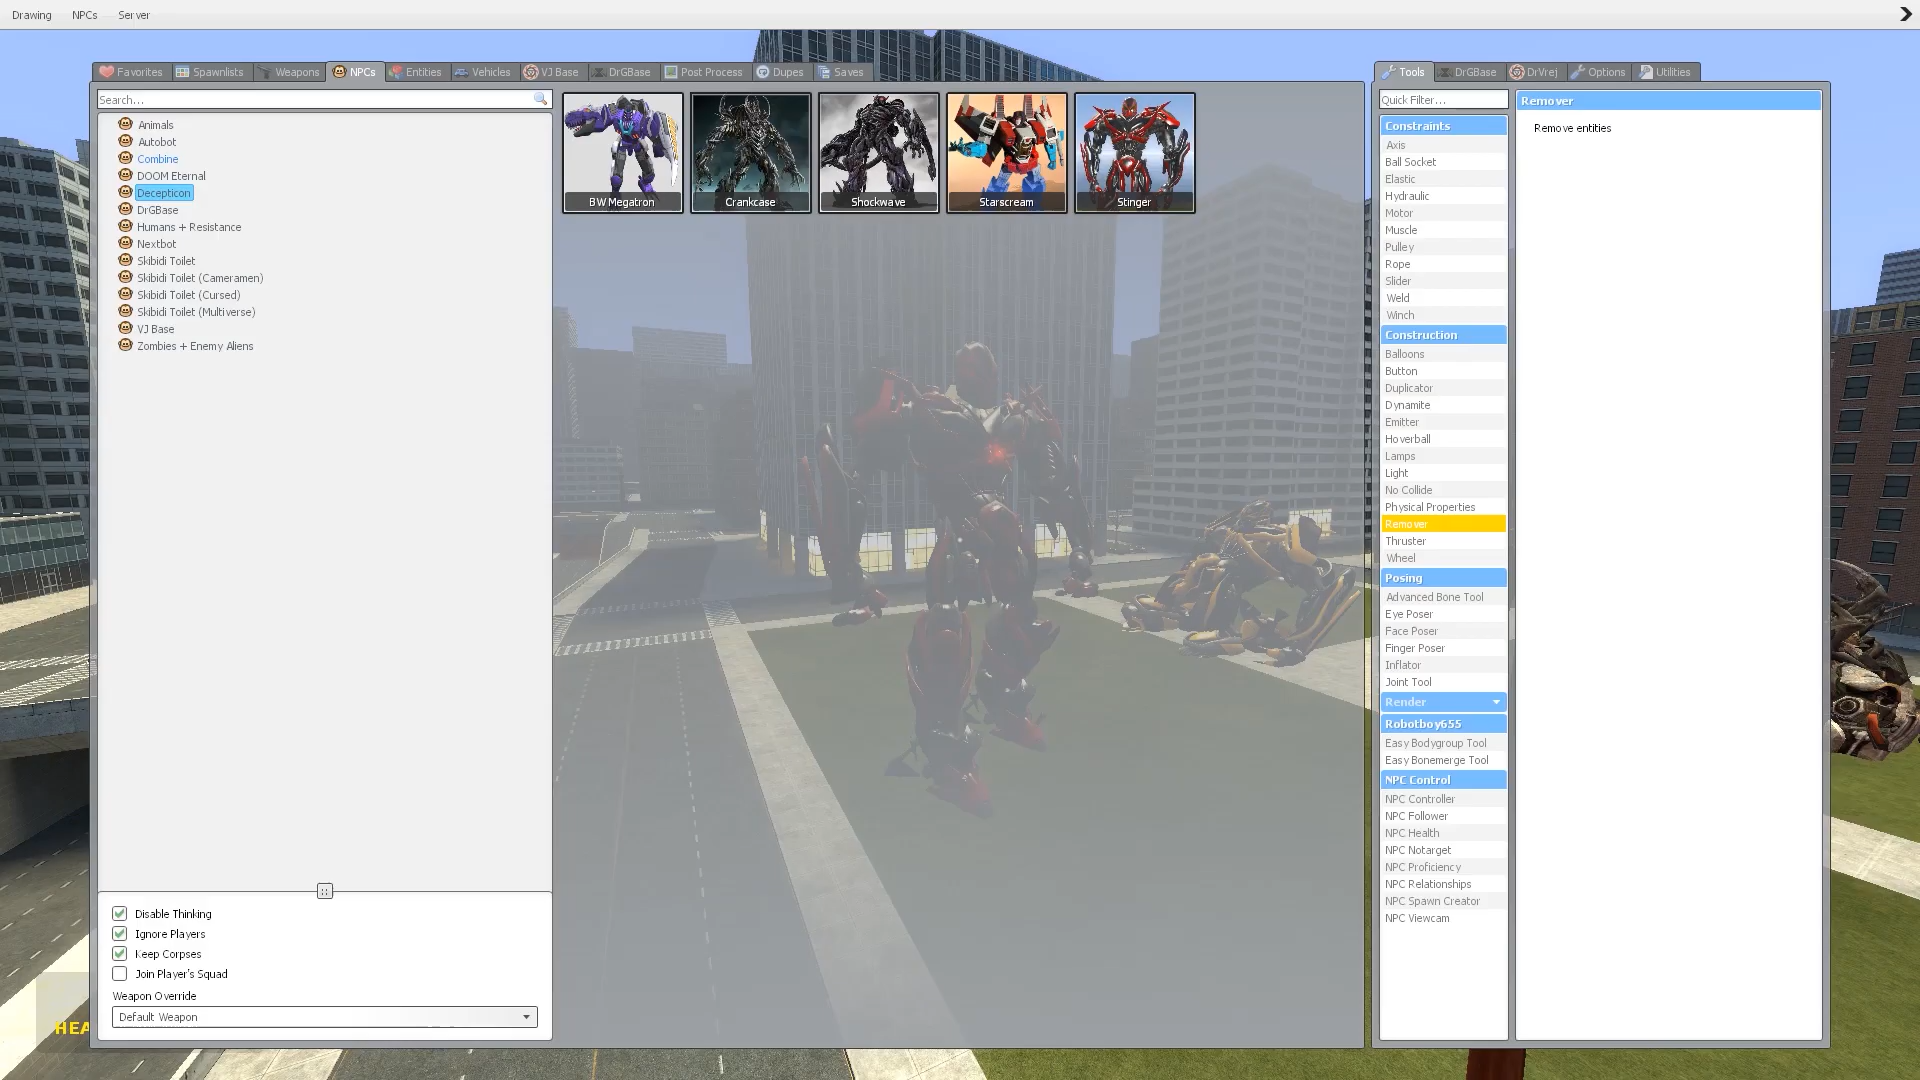 Drawing NPCs Server
Favorites Spawnlists Weapons NPCs Entities Vehicles VJ Base DrGBase Post Process Dupes Saves
Search...
Animals
Autobot
Combine
DOOM Eternal
Decepticon
DrGBase
Humans + Resistance
Nextbot
Skibidi Toilet
Skibidi Toilet (Cameramen)
Skibidi Toilet (Cursed)
Skibidi Toilet (Multiverse)
VJ Base
Zombies + Enemy Aliens
Disable Thinking
Ignore Players
Keep Corpses
Join Player's Squad
Weapon Override
Default Weapon
HEA
BW Megatron Crankcase Shockwave Starscream Stinger
Tools DrGBase DrVrej Options Utilities
Quick Filter...
Constraints
Axis
Ball Socket
Elastic
Hydraulic
Motor
Muscle
Pulley
Rope
Slider
Weld
Winch
Construction
Balloons
Button
Duplicator
Dynamite
Emitter
Hoverball
Lamps
Light
No Collide
Physical Properties
Remover
Thruster
Wheel
Posing
Advanced Bone Tool
Eye Poser
Face Poser
Finger Poser
Inflator
Joint Tool
Render
Robotboy655
Easy Bodygroup Tool
Easy Bonemerge Tool
NPC Control
NPC Controller
NPC Follower
NPC Health
NPC Notarget
NPC Proficiency
NPC Relationships
NPC Spawn Creator
NPC Viewcam
Remover
Remove entities